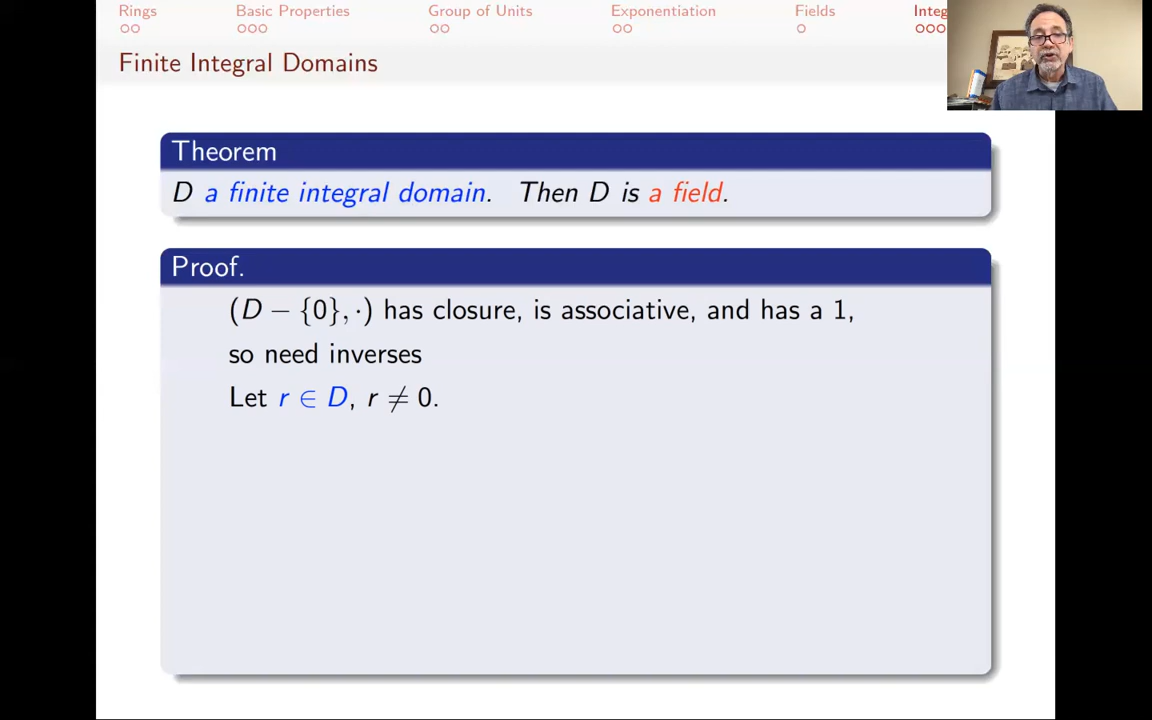 Rings Basic Properties Group of Units Exponentiation Fields Integ
Finite Integral Domains
Theorem
D a finite integral domain. Then D is a field.
Proof.
(D − {0}, ·) has closure, is associative, and has a 1,
so need inverses
Let r ∈ D, r ≠ 0.